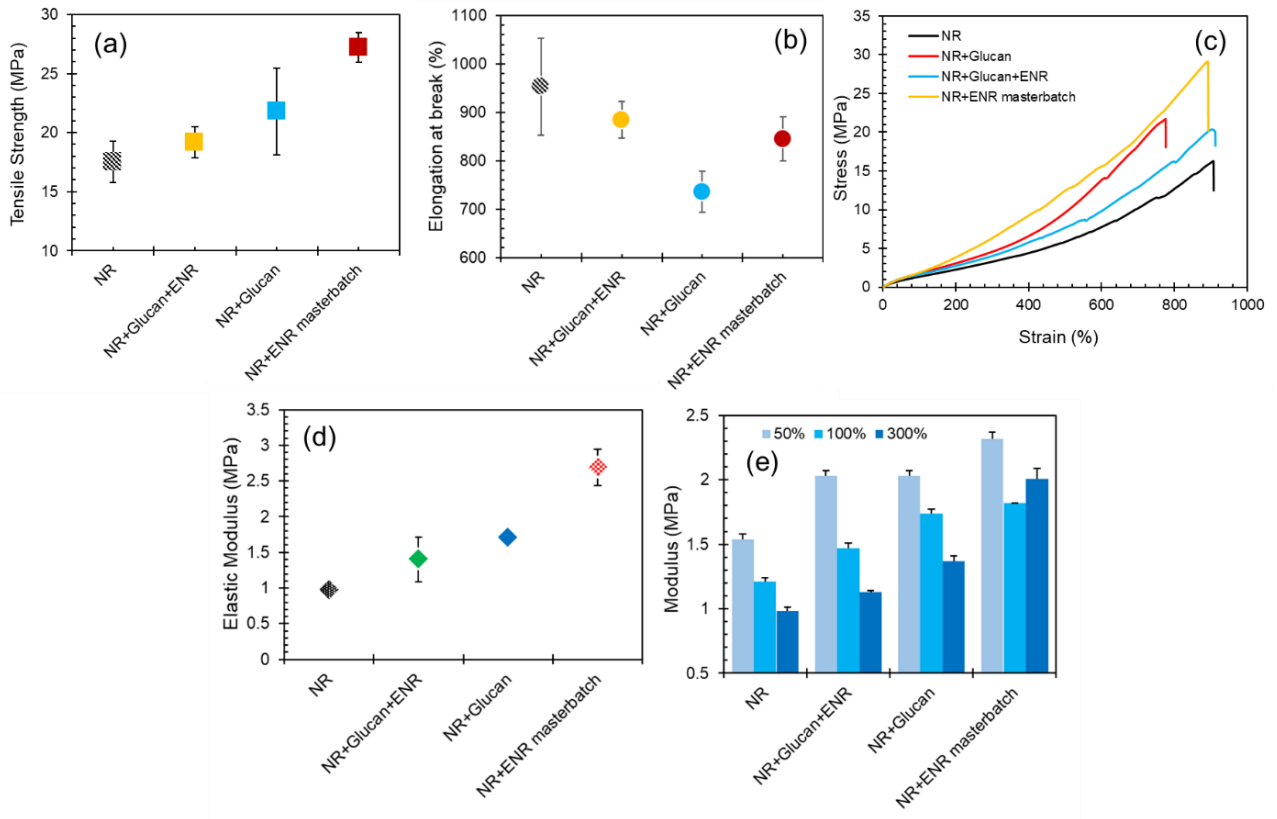 (a)
Tensile Strength (MPa)
30
25
20
15
10
NR
NR+Glucan+ENR
NR+Glucan
NR+ENR masterbatch
(b)
Elongation at break (%)
1100
1000
900
800
700
600
NR
NR+Glucan+ENR
NR+Glucan
NR+ENR masterbatch
(c)
NR
NR+Glucan
NR+Glucan+ENR
NR+ENR masterbatch
Stress (MPa)
35
30
25
20
15
10
5
0
0 200 400 600 800 1000
Strain (%)
(d)
Elastic Modulus (MPa)
3.5
3
2.5
2
1.5
1
0.5
0
NR
NR+Glucan+ENR
NR+Glucan
NR+ENR masterbatch
50% 100% 300%
(e)
Modulus (MPa)
2.5
2
1.5
1
0.5
NR
NR+Glucan+ENR
NR+Glucan
NR+ENR masterbatch